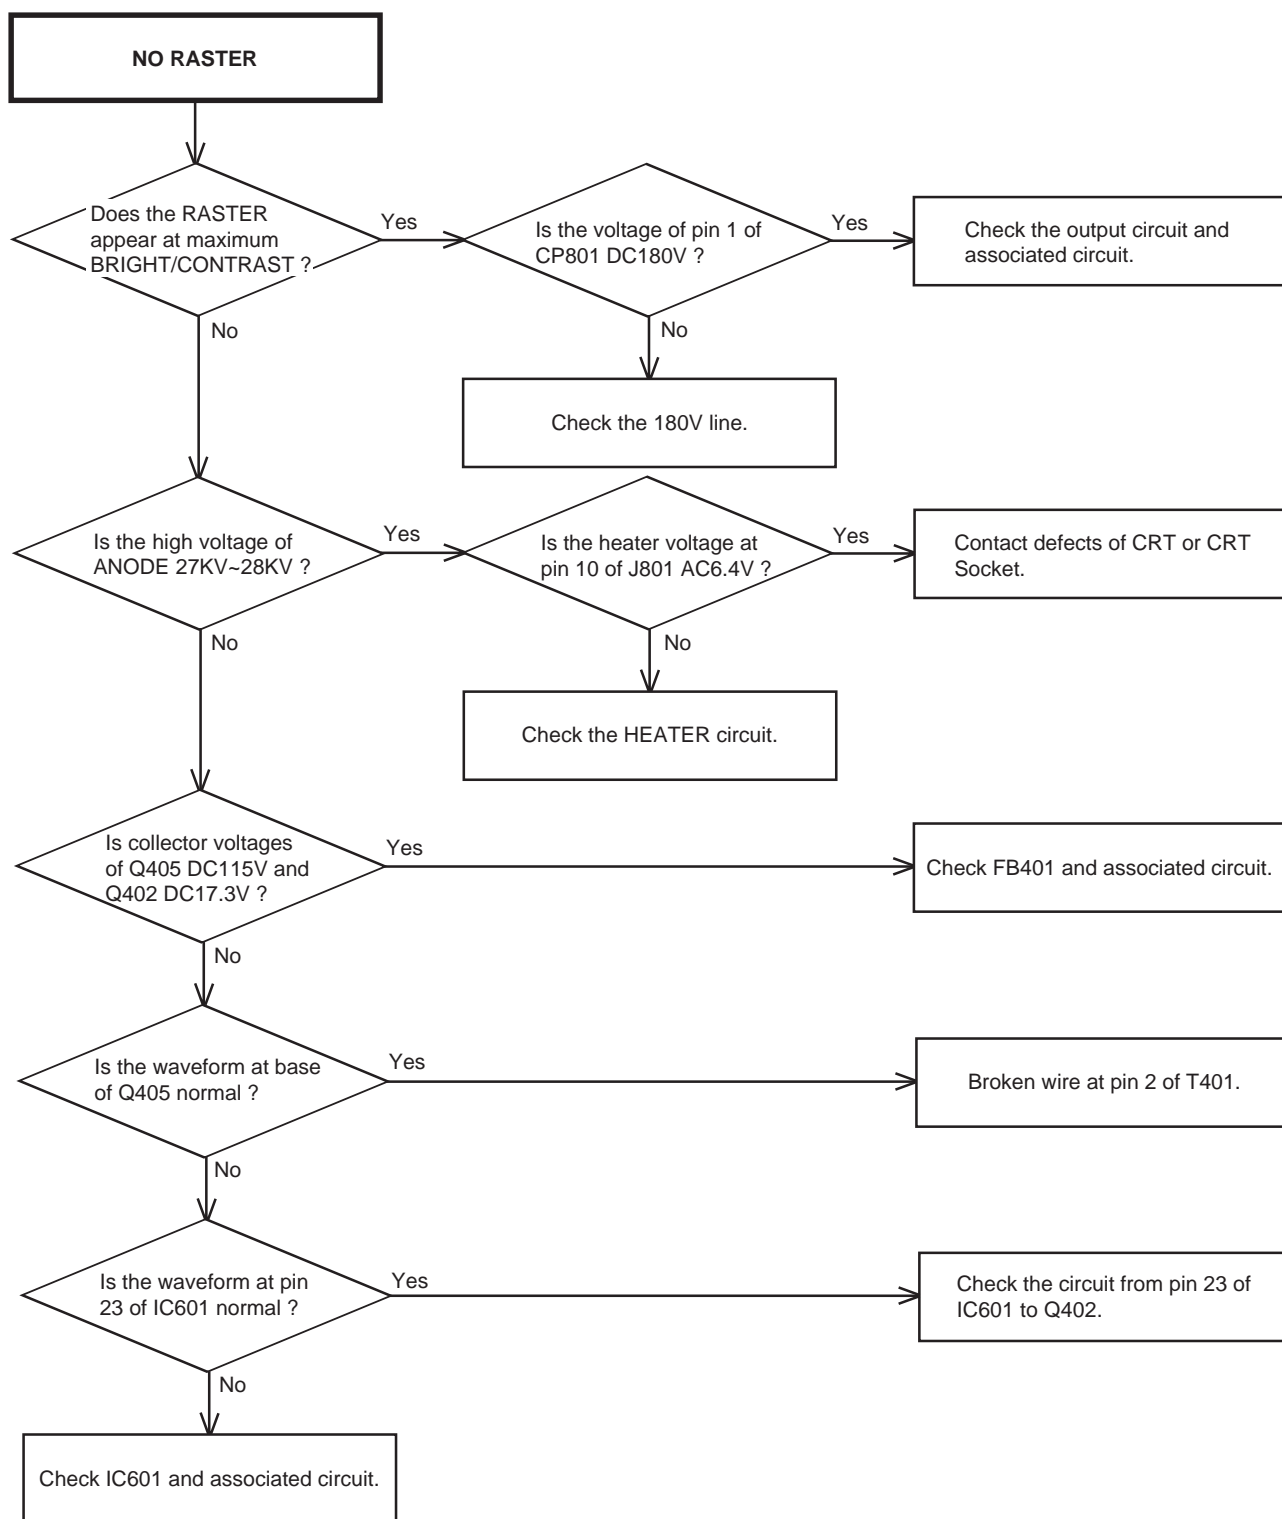 NO RASTER
Does the RASTER
appear at maximum
BRIGHT/CONTRAST ?
Yes
Is the voltage of pin 1 of
CP801 DC180V ?
Yes
Check the output circuit and
associated circuit.
No
No
Check the 180V line.
Is the high voltage of
ANODE 27KV~28KV ?
Yes
Is the heater voltage at
pin 10 of J801 AC6.4V ?
Yes
Contact defects of CRT or CRT
Socket.
No
No
Check the HEATER circuit.
Is collector voltages
of Q405 DC115V and
Q402 DC17.3V ?
Yes
Check FB401 and associated circuit.
No
Is the waveform at base
of Q405 normal ?
Yes
Broken wire at pin 2 of T401.
No
Is the waveform at pin
23 of IC601 normal ?
Yes
Check the circuit from pin 23 of
IC601 to Q402.
No
Check IC601 and associated circuit.